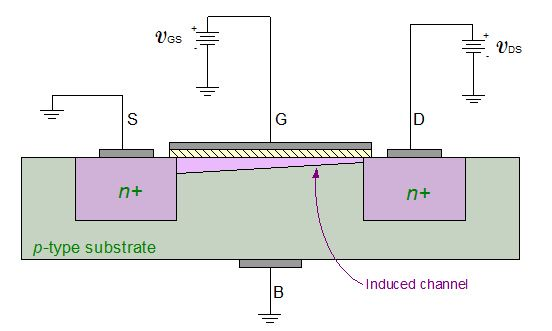 +
vGS
-
+
vDS
-
S
G
D
n+
n+
p-type substrate
Induced channel
B